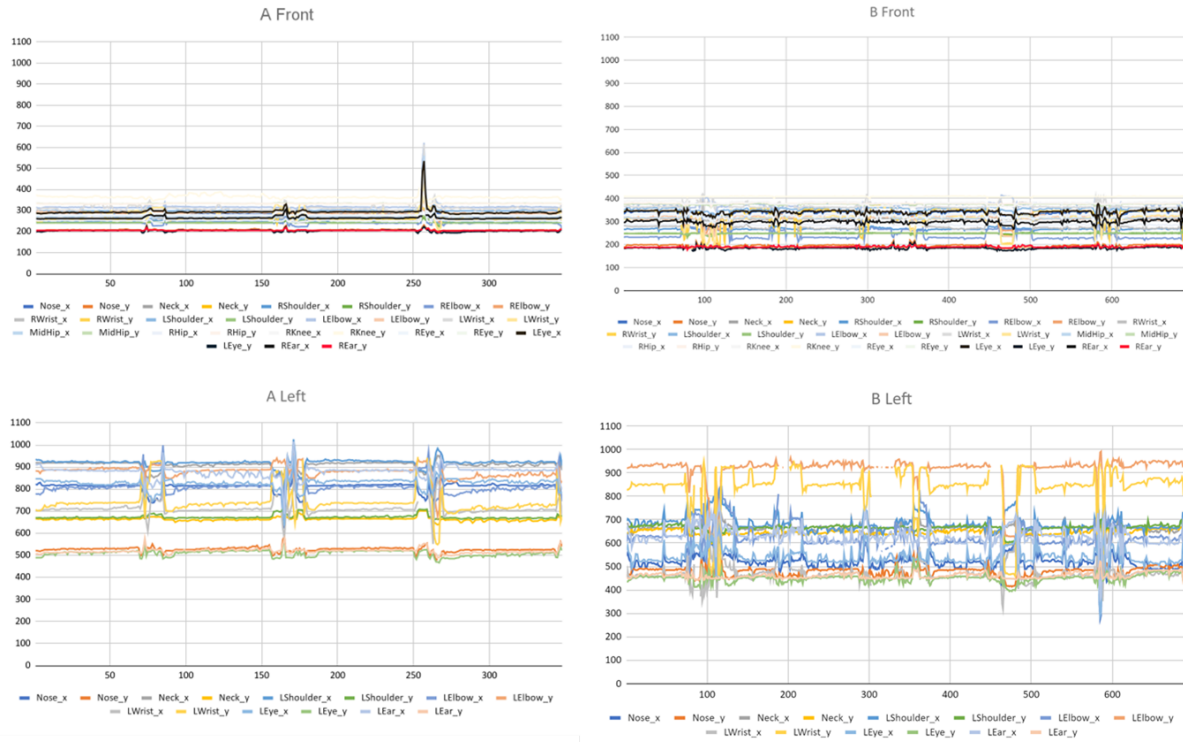 A Front
1100
1000
900
800
700
600
500
400
300
200
100
0
50 100 150 200 250 300
Nose_x Nose_y Neck_x Neck_y RShoulder_x RShoulder_y RElbow_x RElbow_y
RWrist_x RWrist_y LShoulder_x LShoulder_y LElbow_x LElbow_y LWrist_x LWrist_y
MidHip_x MidHip_y RHip_x RHip_y RKnee_x RKnee_y REye_x REye_y LEye_x
LEye_y REar_x REar_y
B Front
1100
1000
900
800
700
600
500
400
300
200
100
0
100 200 300 400 500 600
Nose_x Nose_y Neck_x Neck_y RShoulder_x RShoulder_y RElbow_x RElbow_y RWrist_x
RWrist_y LShoulder_x LShoulder_y LElbow_x LElbow_y LWrist_x LWrist_y MidHip_x MidHip_y
RHip_x RHip_y RKnee_x RKnee_y REye_x REye_y LEye_x LEye_y REar_x REar_y
A Left
1100
1000
900
800
700
600
500
400
300
200
100
0
50 100 150 200 250 300
Nose_x Nose_y Neck_x Neck_y LShoulder_x LShoulder_y LElbow_x LElbow_y
LWrist_x LWrist_y LEye_x LEye_y LEar_x LEar_y
B Left
1100
1000
900
800
700
600
500
400
300
200
100
0
100 200 300 400 500 600
Nose_x Nose_y Neck_x Neck_y LShoulder_x LShoulder_y LElbow_x LElbow_y
LWrist_x LWrist_y LEye_x LEye_y LEar_x LEar_y